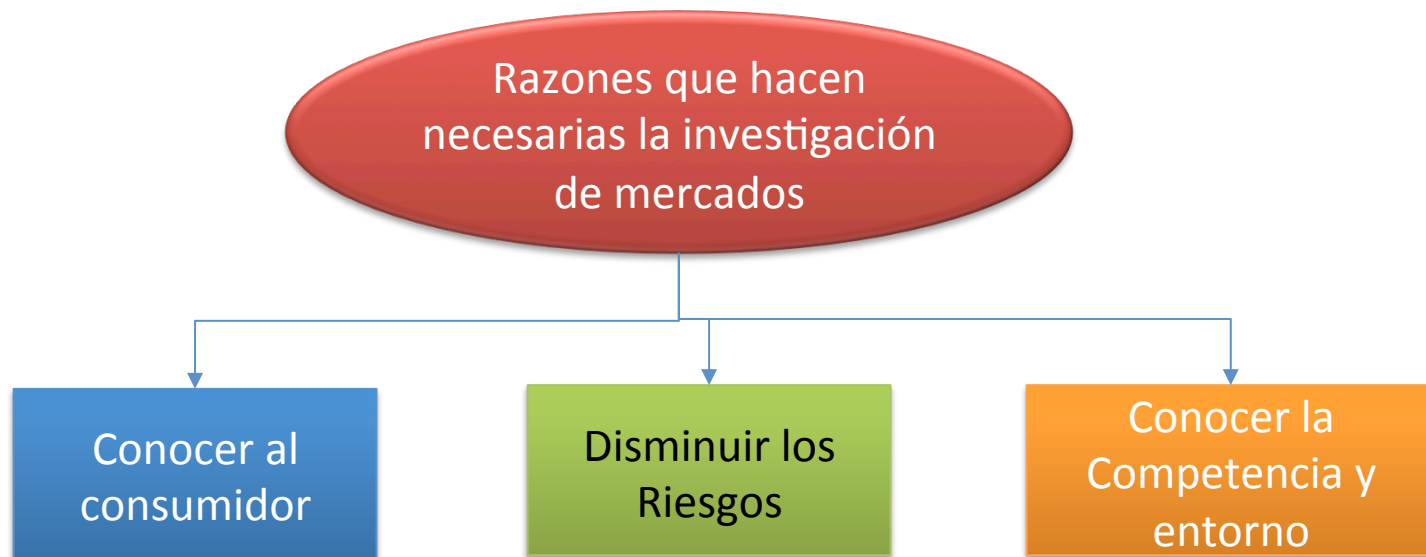 Razones que hacen
necesarias la investigación
de mercados
Conocer al
consumidor
Disminuir los
Riesgos
Conocer la
Competencia y
entorno